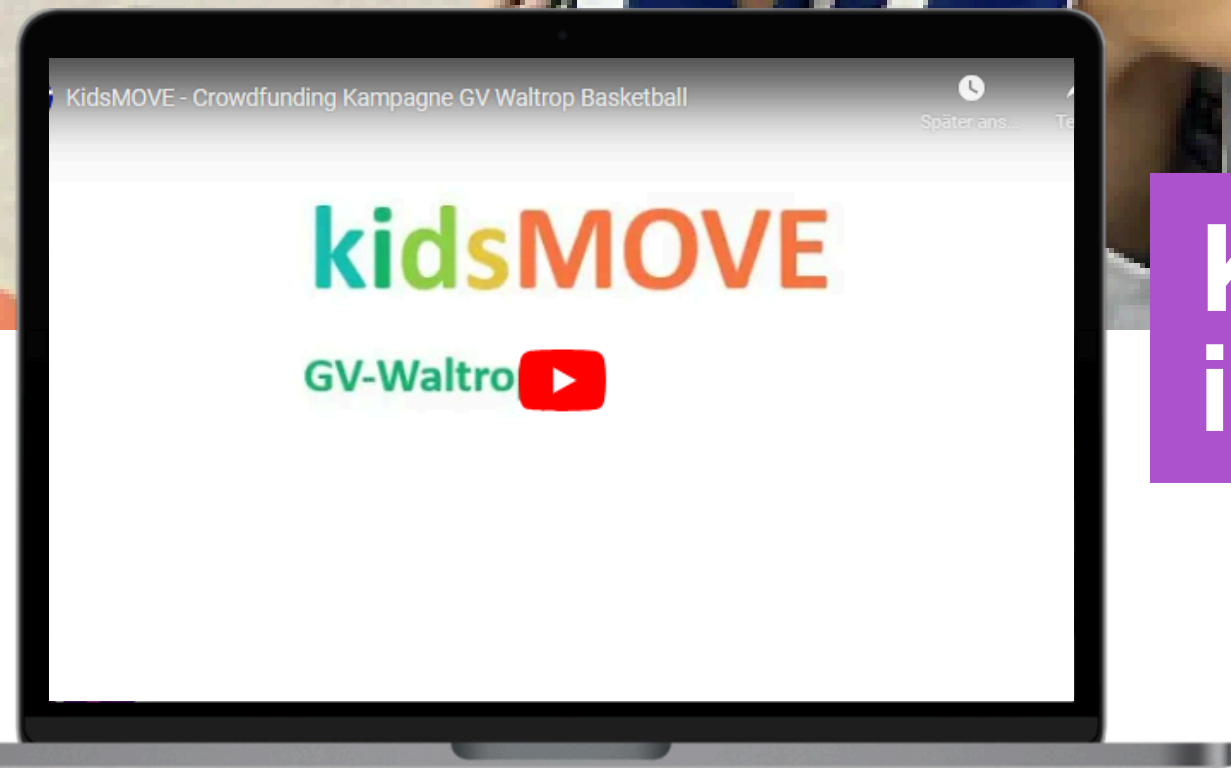 KidsMOVE - Crowdfunding Kampagne GV Waltrop Basketball
Später ans...
kidsMOVE
GV-Waltro